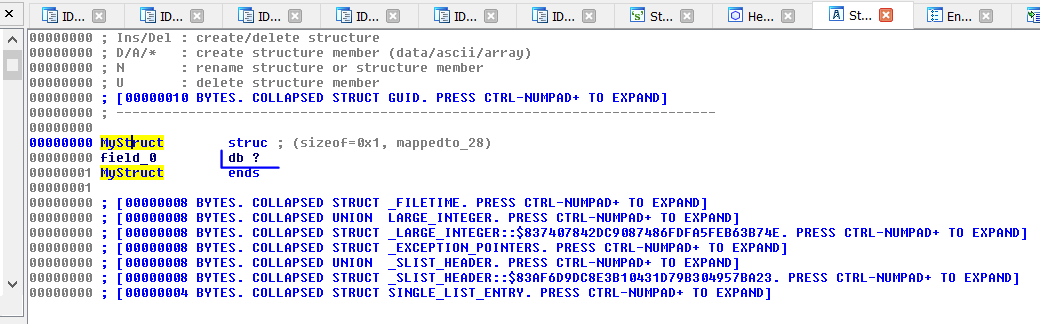 ID... ID... ID... ID... ID... ID... St... He... St... En...
00000000 ; Ins/Del : create/delete structure
00000000 ; D/A/* : create structure member (data/ascii/array)
00000000 ; N : rename structure or structure member
00000000 ; U : delete structure member
00000000 ; [00000010 BYTES. COLLAPSED STRUCT GUID. PRESS CTRL-NUMPAD+ TO EXPAND]
00000000 ; ---------------------------------------------------------------------------
00000000
00000000 MyStruct struc ; (sizeof=0x1, mappedto_28)
00000000 field_0 db ?
00000001 MyStruct ends
00000001
00000000 ; [00000008 BYTES. COLLAPSED STRUCT _FILETIME. PRESS CTRL-NUMPAD+ TO EXPAND]
00000000 ; [00000008 BYTES. COLLAPSED UNION LARGE_INTEGER. PRESS CTRL-NUMPAD+ TO EXPAND]
00000000 ; [00000008 BYTES. COLLAPSED STRUCT _LARGE_INTEGER::$837407842DC9087486FDFA5FEB63B74E. PRESS CTRL-NUMPAD+ TO EXPAND]
00000000 ; [00000008 BYTES. COLLAPSED STRUCT _EXCEPTION_POINTERS. PRESS CTRL-NUMPAD+ TO EXPAND]
00000000 ; [00000008 BYTES. COLLAPSED UNION _SLIST_HEADER. PRESS CTRL-NUMPAD+ TO EXPAND]
00000000 ; [00000008 BYTES. COLLAPSED STRUCT _SLIST_HEADER::$83AF6D9DC8E3B10431D79B304957BA23. PRESS CTRL-NUMPAD+ TO EXPAND]
00000000 ; [00000004 BYTES. COLLAPSED STRUCT SINGLE_LIST_ENTRY. PRESS CTRL-NUMPAD+ TO EXPAND]